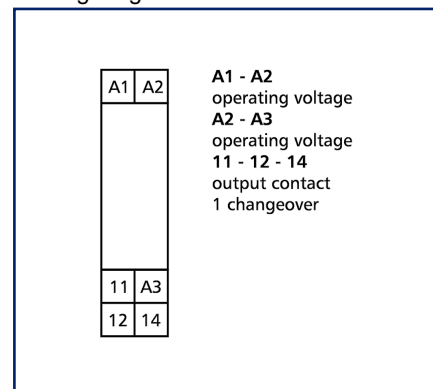 A1 A2
A1 - A2
operating voltage
A2 - A3
operating voltage
11 - 12 - 14
output contact
1 changeover
11 A3
12 14